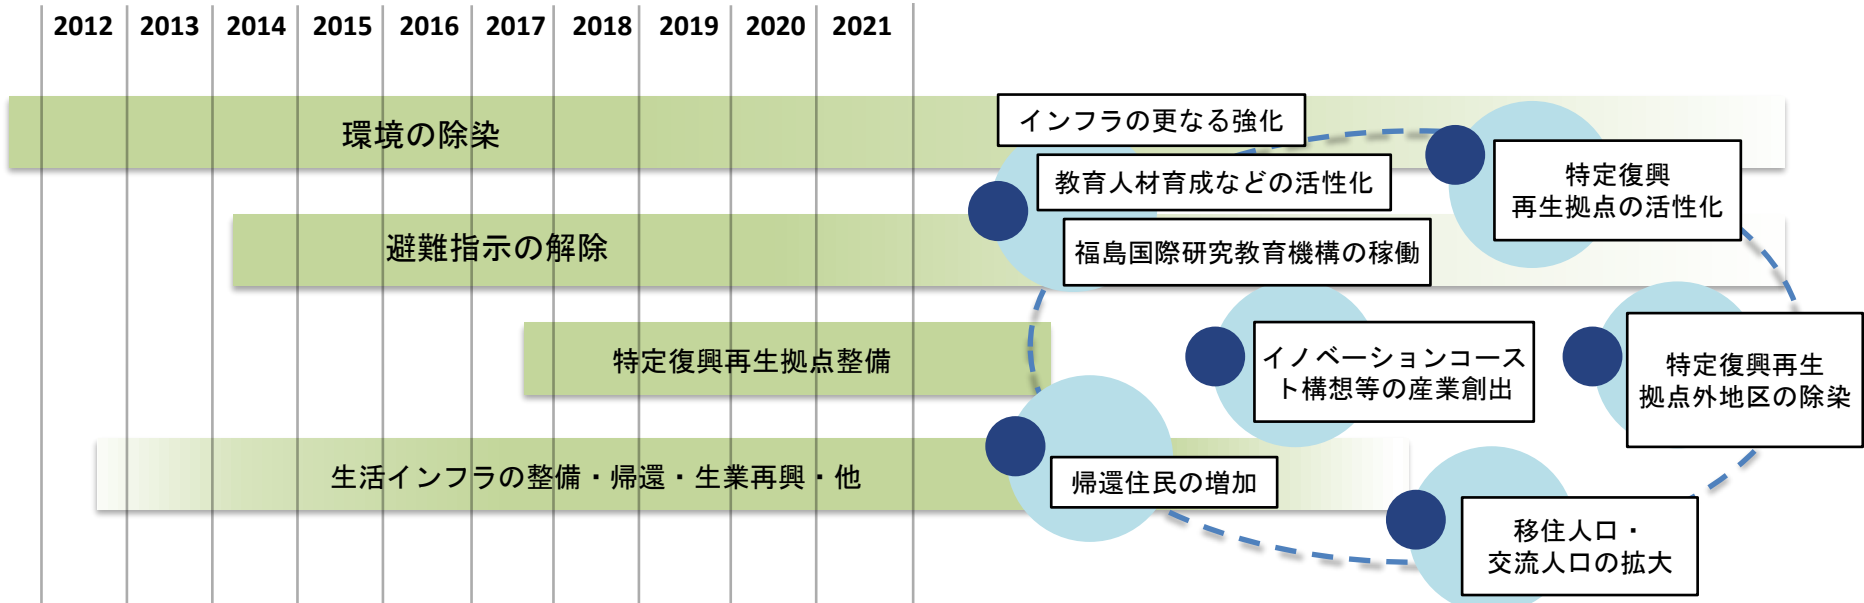 2012 2013 2014 2015 2016 2017 2018 2019 2020 2021
環境の除染
避難指示の解除
特定復興再生拠点整備
生活インフラの整備・帰還・生業再興・他
インフラの更なる強化
教育人材育成などの活性化
福島国際研究教育機構の稼働
特定復興
再生拠点の活性化
イノベーションコース
ト構想等の産業創出
特定復興再生
拠点外地区の除染
帰還住民の増加
移住人口・
交流人口の拡大